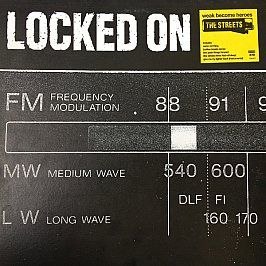 LOCKED ON
weak become heroes
THE STREETS
FM FREQUENCY MODULATION 88 91 9
MW MEDIUM WAVE 540 600
DLF FI
LW LONG WAVE 160 170